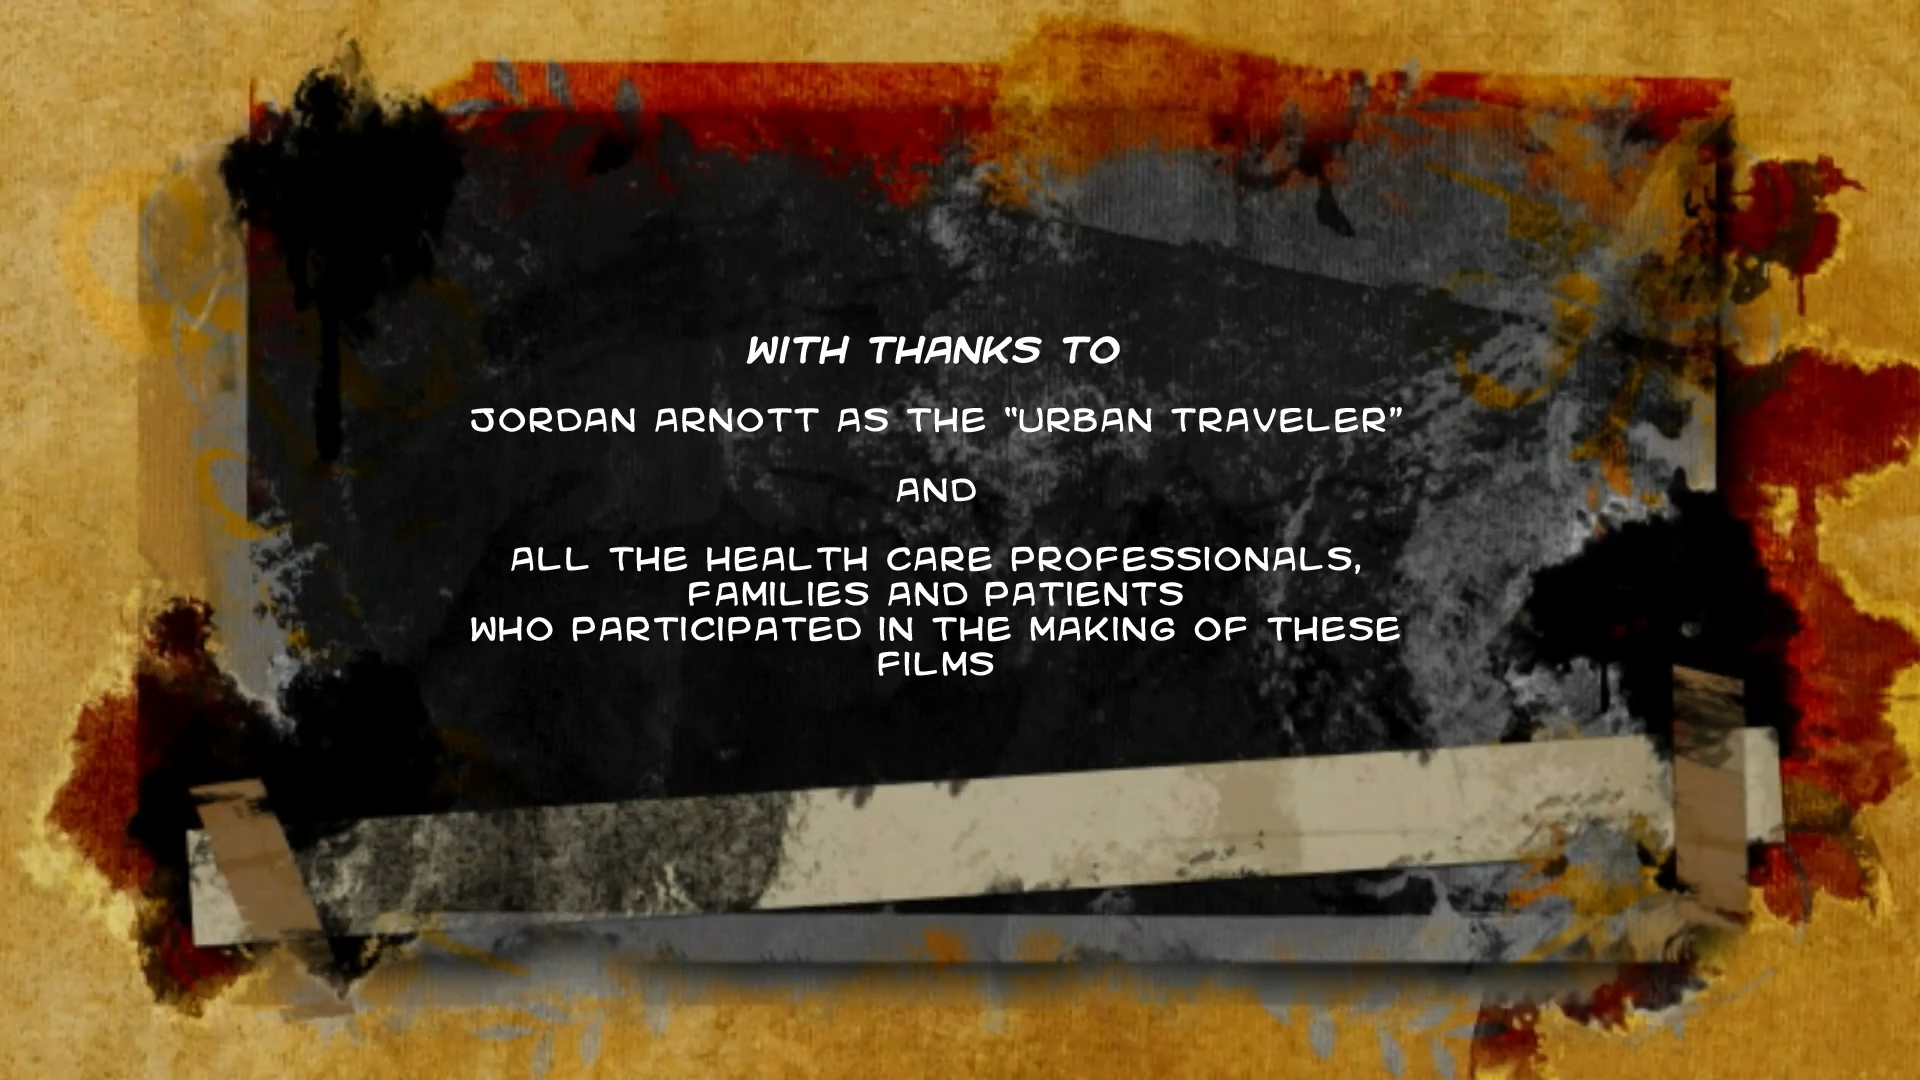 WITH THANKS TO
JORDAN ARNOTT AS THE “URBAN TRAVELER”
AND
ALL THE HEALTH CARE PROFESSIONALS,
FAMILIES AND PATIENTS
WHO PARTICIPATED IN THE MAKING OF THESE
FILMS